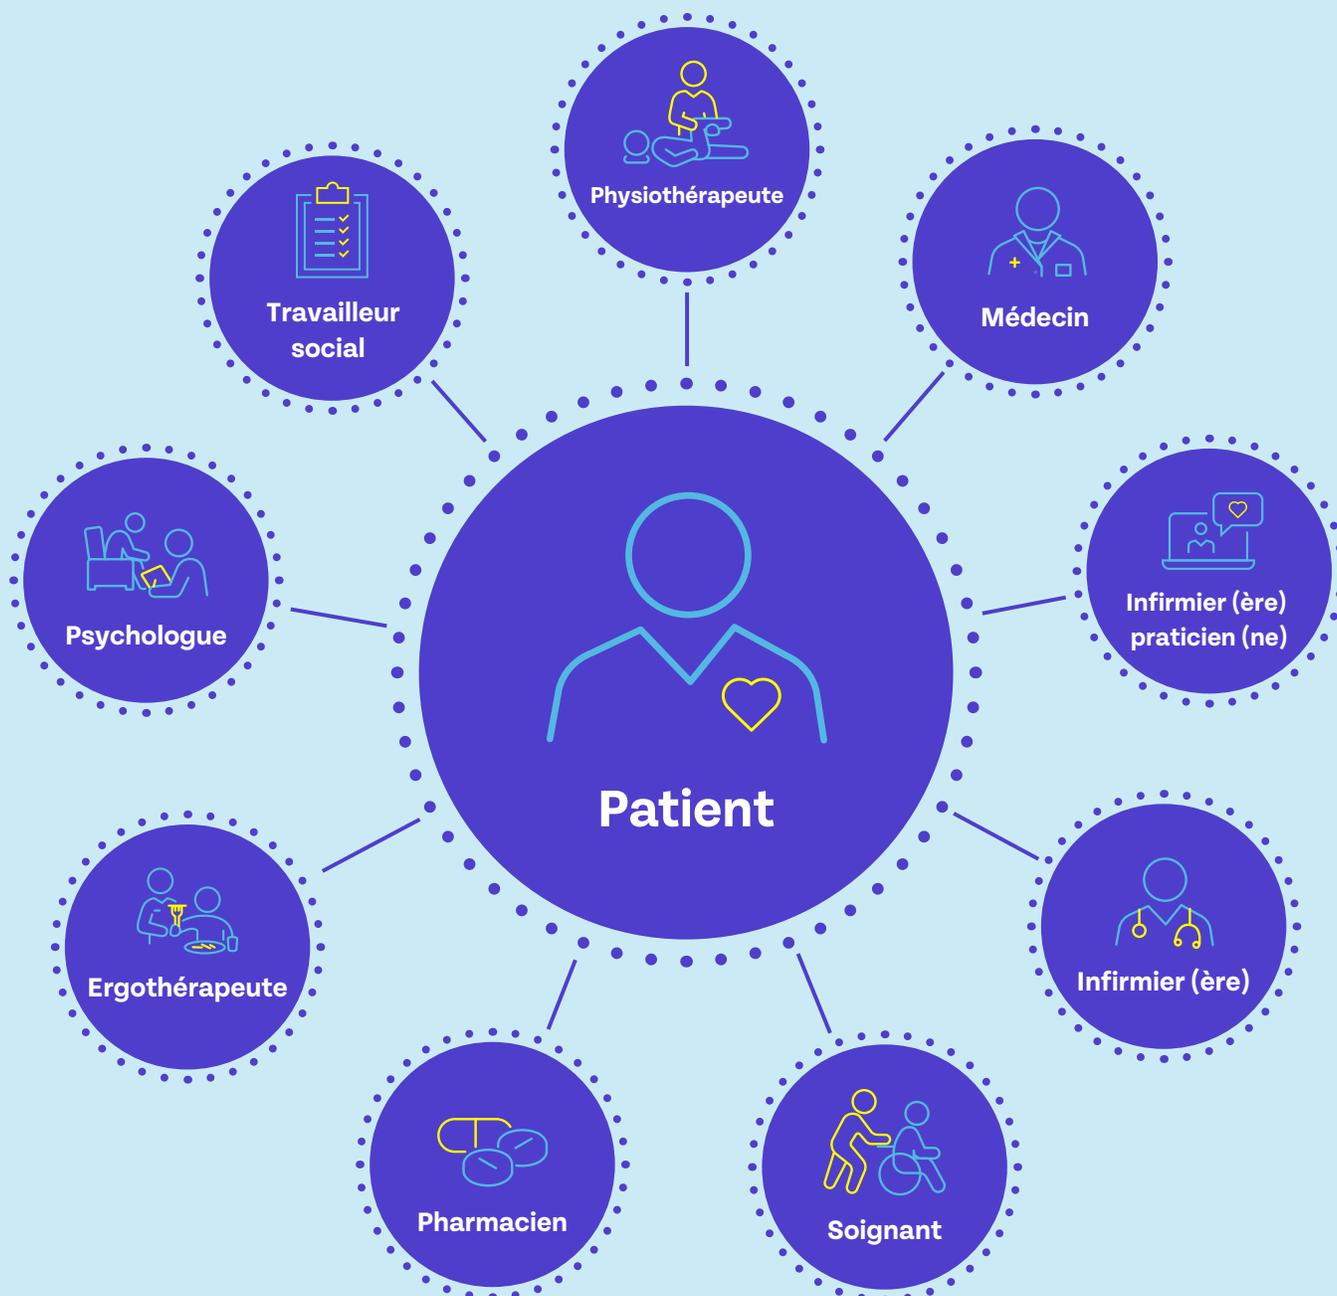 Physiothérapeute
Travailleur
social
Médecin
Psychologue
Infirmier (ère)
praticien (ne)
Patient
Ergothérapeute
Infirmier (ère)
Pharmacien
Soignant